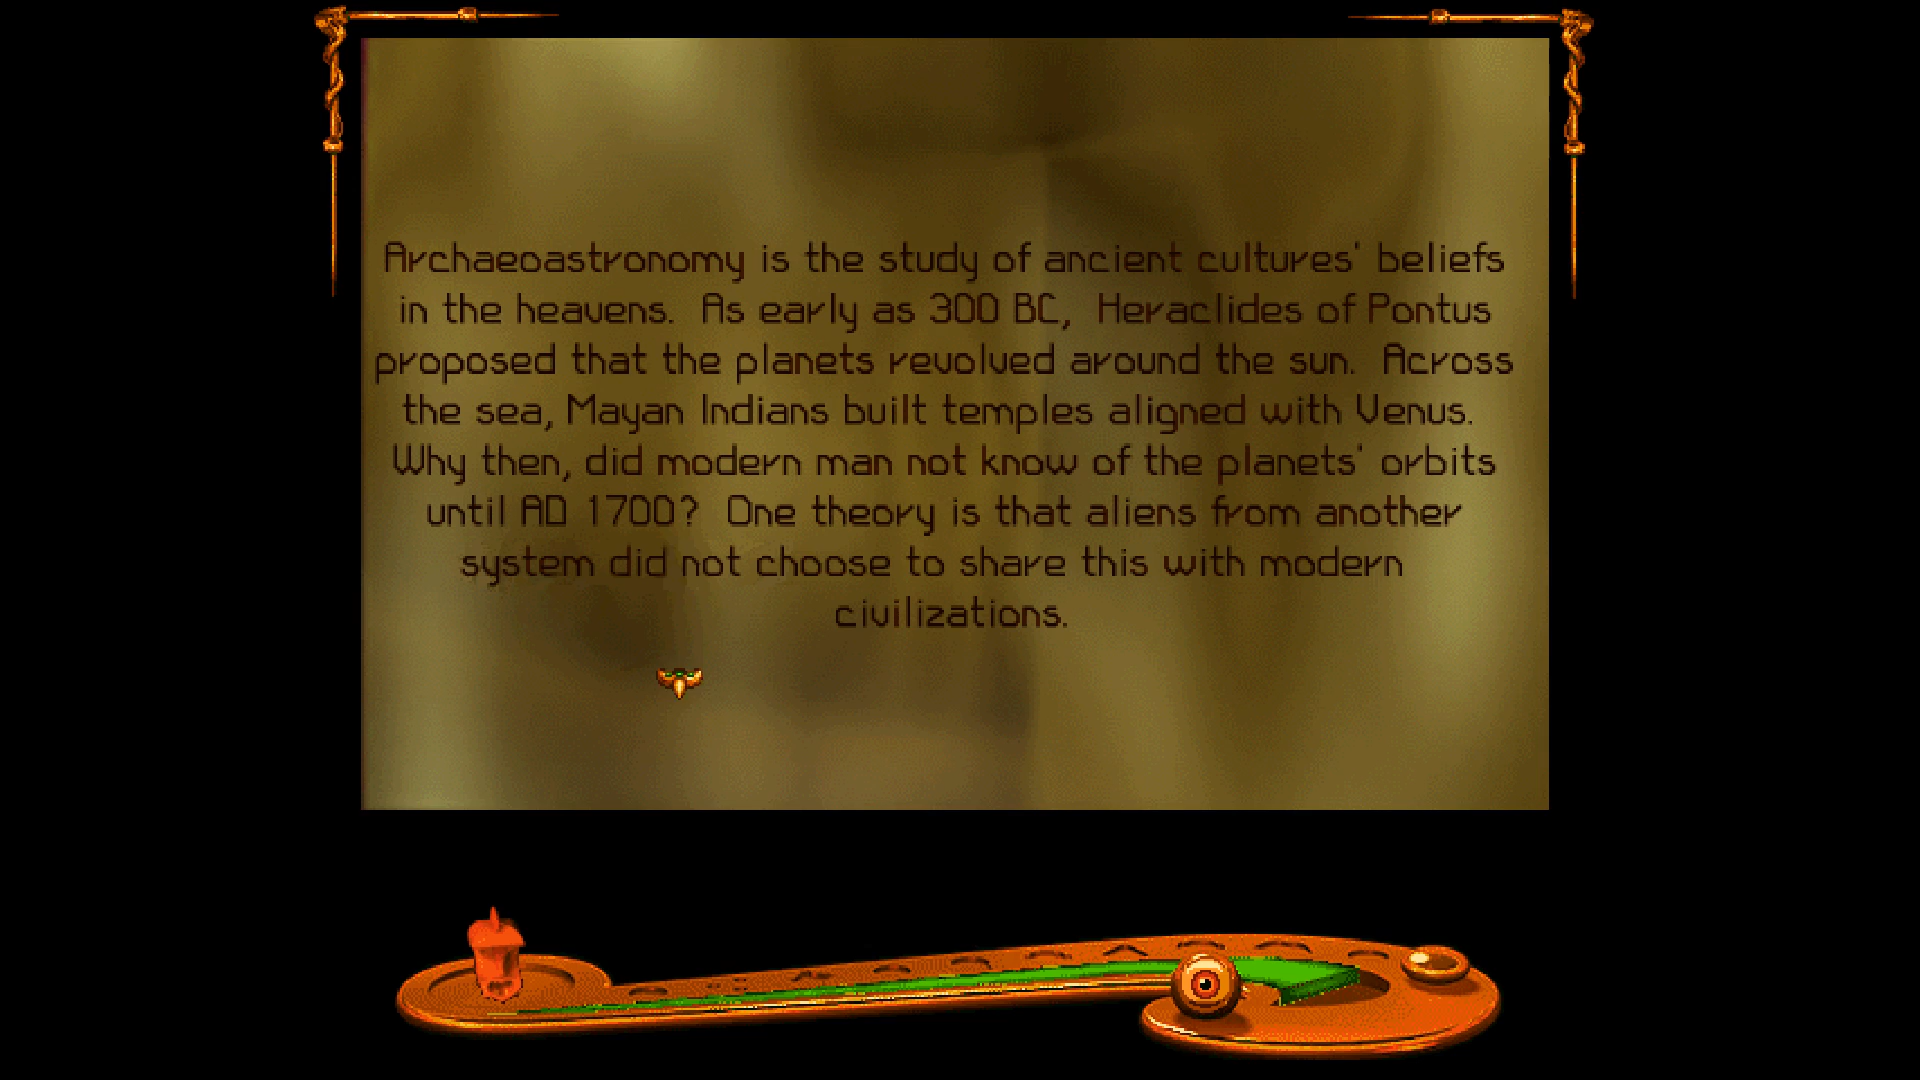 Archaeoastronomy is the study of ancient cultures' beliefs
in the heavens.  As early as 300 BC,  Heraclides of Pontus
proposed that the planets revolved around the sun.  Across
the sea, Mayan Indians built temples aligned with Venus.
Why then, did modern man not know of the planets' orbits
until AD 1700?  One theory is that aliens from another
system did not choose to share this with modern
civilizations.